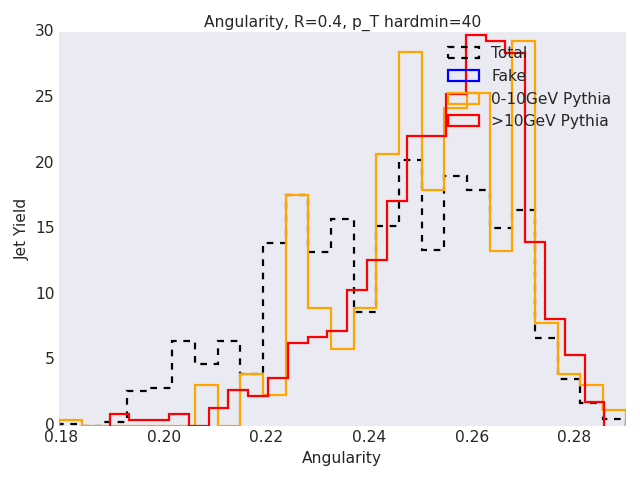 Angularity, R=0.4, p_T hardmin=40
Jet Yield
30
25
20
15
10
5
0
Total
Fake
0-10GeV Pythia
>10GeV Pythia
0.18 0.20 0.22 0.24 0.26 0.28
Angularity